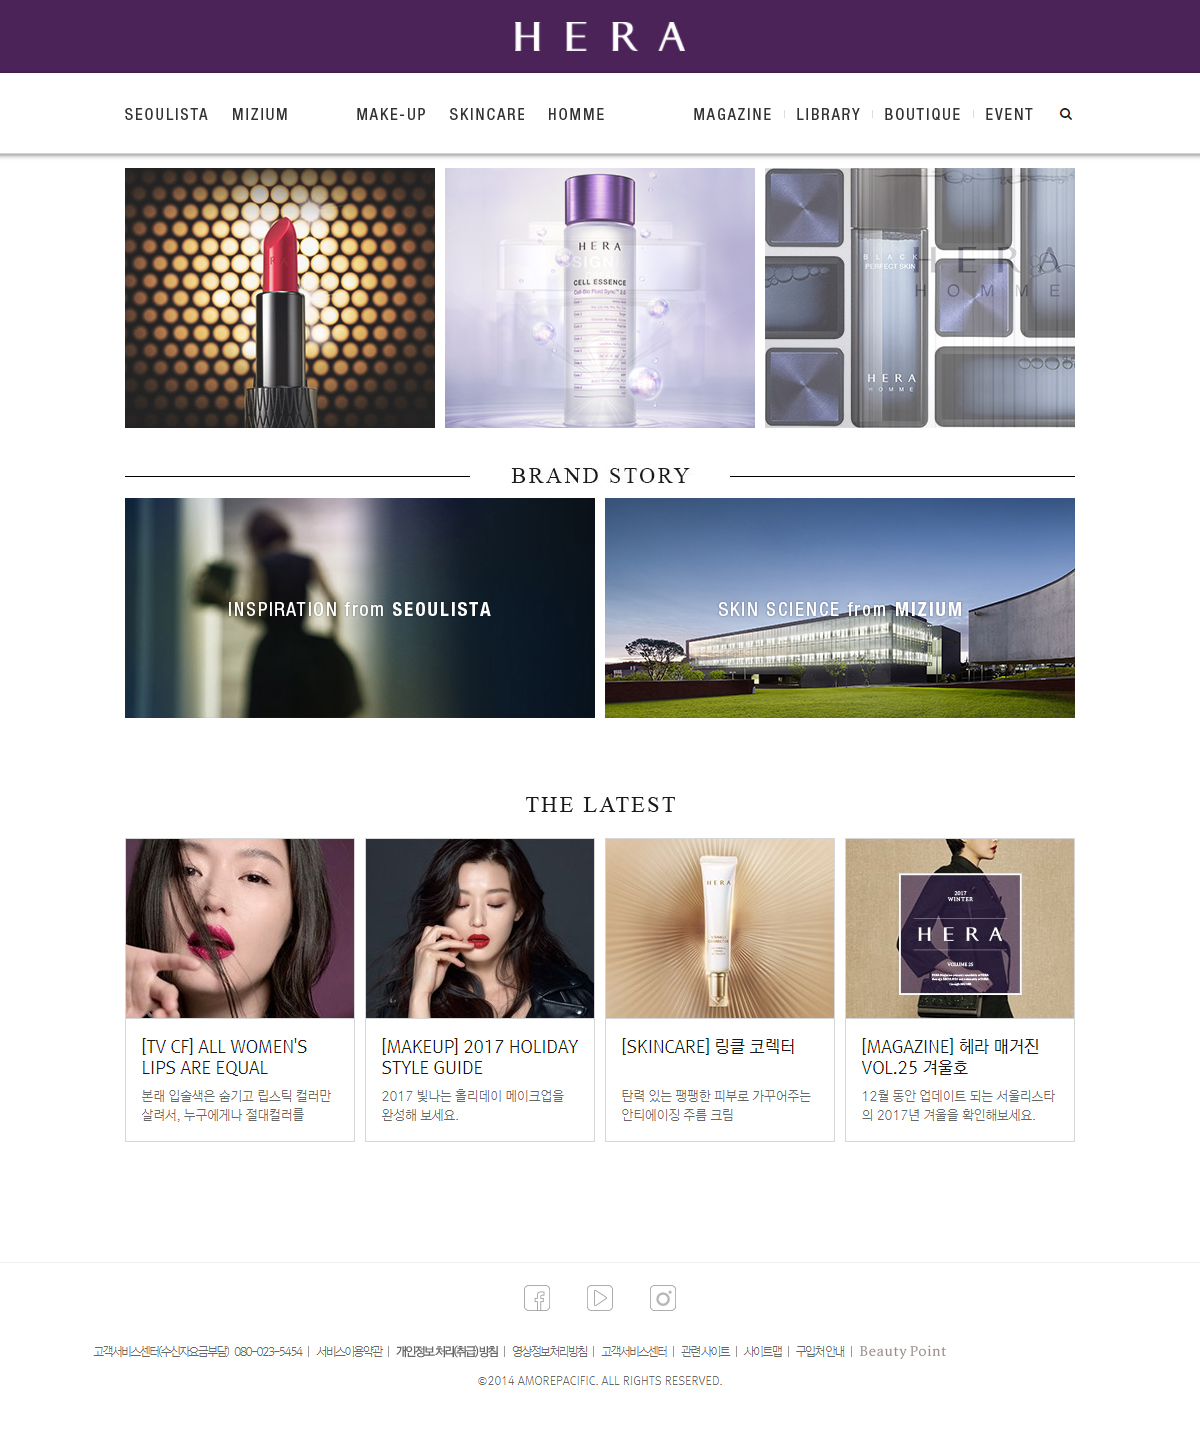 HERA
SEOULISTA MIZIUM MAKE-UP SKINCARE HOMME MAGAZINE LIBRARY BOUTIQUE EVENT
HERA
SIGN
CELL ESSENCE
Cell-Bio Fluid Sync™ 2.0
BLACK
PERFECT SKIN
HERA
HOMME
HERA
HOMME
BRAND STORY
INSPIRATION from SEOULISTA
SKIN SCIENCE from MIZIUM
THE LATEST
HERA
2017
WINTER
HERA
VOLUME 25
[TV CF] ALL WOMEN'S
LIPS ARE EQUAL
본래 입술색은 숨기고 립스틱 컬러만
살려서, 누구에게나 절대컬러를
[MAKEUP] 2017 HOLIDAY
STYLE GUIDE
2017 빛나는 홀리데이 메이크업을
완성해 보세요.
[SKINCARE] 링클 코렉터
탄력 있는 팽팽한 피부로 가꾸어주는
안티에이징 주름 크림
[MAGAZINE] 헤라 매거진
VOL.25 겨울호
12월 동안 업데이트 되는 서울리스타
의 2017년 겨울을 확인해보세요.
고객서비스센터(수신자요금부담) 080-023-5454 | 서비스이용약관 | 개인정보 처리(취급) 방침 | 영상정보처리방침 | 고객서비스센터 | 관련 사이트 | 사이트맵 | 구입처 안내 | Beauty Point
©2014 AMOREPACIFIC. ALL RIGHTS RESERVED.